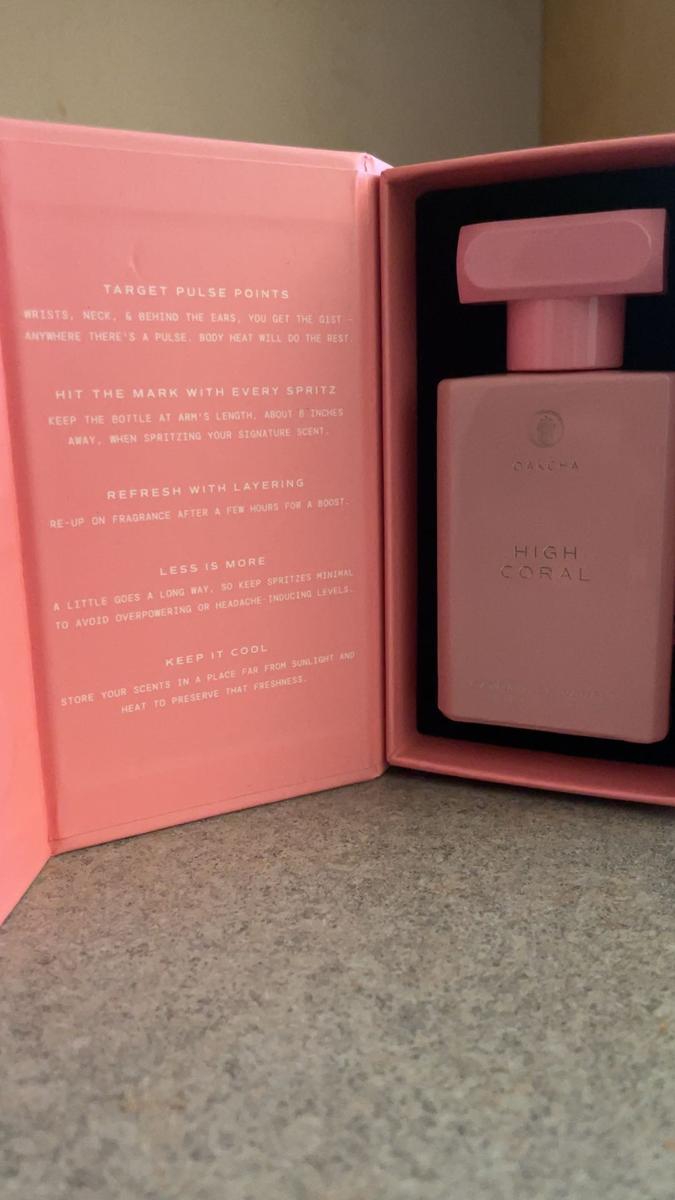 TARGET PULSE POINTS
WRISTS, NECK, & BEHIND THE EARS, YOU GET THE GIST –
ANYWHERE THERE'S A PULSE. BODY HEAT WILL DO THE REST.
HIT THE MARK WITH EVERY SPRITZ
KEEP THE BOTTLE AT ARM'S LENGTH, ABOUT 6 INCHES
AWAY, WHEN SPRITZING YOUR SIGNATURE SCENT.
REFRESH WITH LAYERING
RE-UP ON FRAGRANCE AFTER A FEW HOURS FOR A BOOST.
LESS IS MORE
A LITTLE GOES A LONG WAY, SO KEEP SPRITZES MINIMAL
TO AVOID OVERPOWERING OR HEADACHE-INDUCING LEVELS.
KEEP IT COOL
STORE YOUR SCENTS IN A PLACE FAR FROM SUNLIGHT AND
HEAT TO PRESERVE THAT FRESHNESS.
OAKCHA
HIGH
CORAL